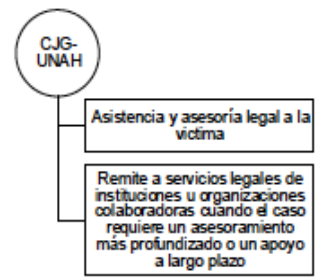 CJG-
UNAH
Asistencia y asesoría legal a la
victima
Remite a servicios legales de
instituciones u organizaciones
colaboradoras cuando el caso
requiere un asesoramiento
más profundizado o un apoyo
a largo plazo